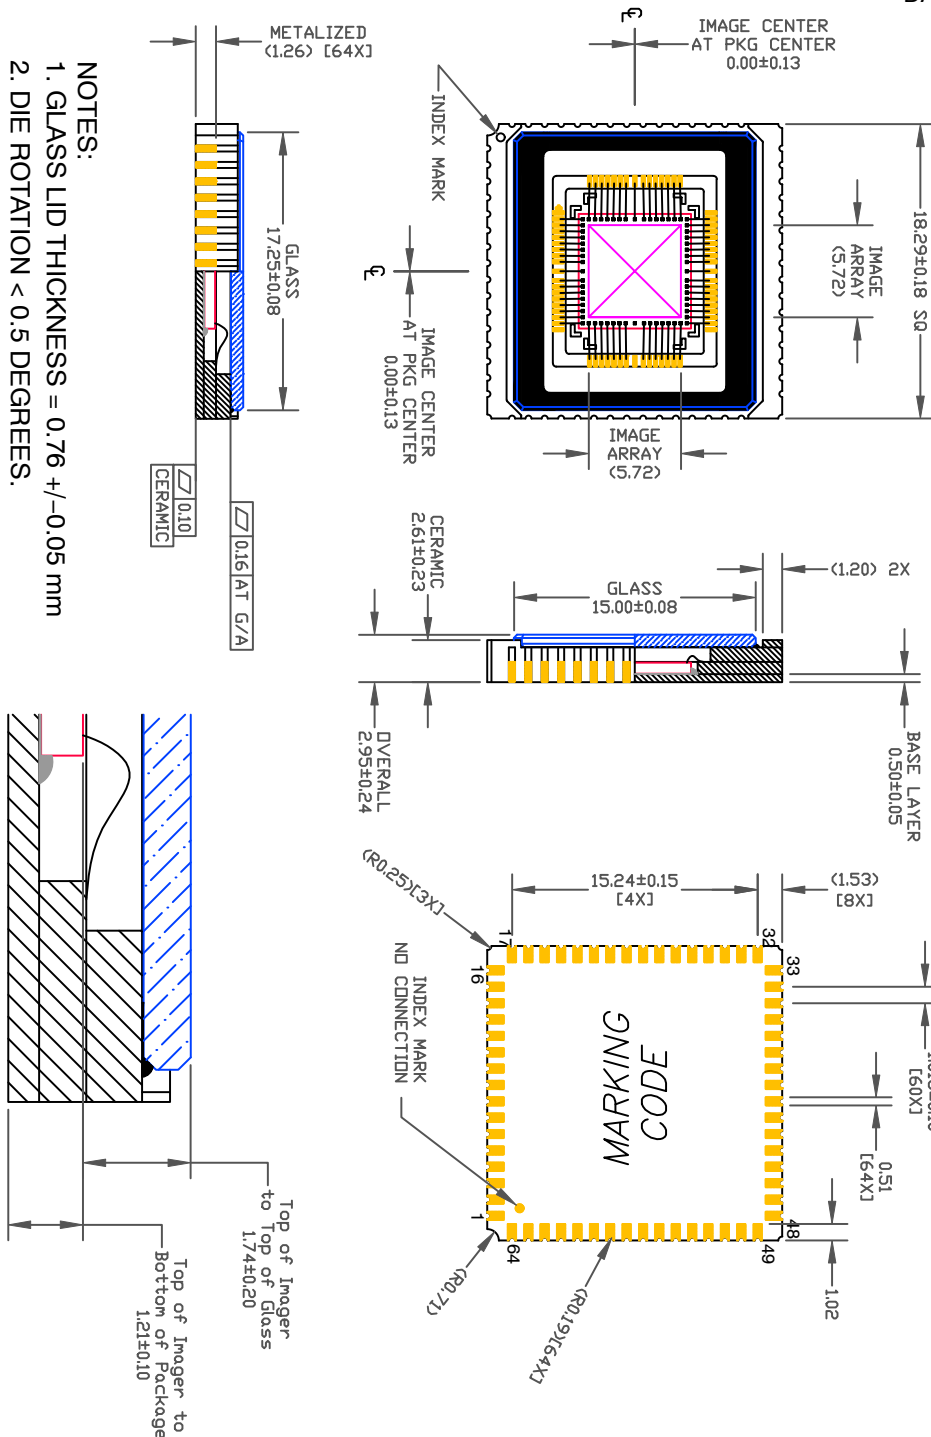 IMAGE CENTER
AT PKG CENTER
0.00±0.13
METALIZED
(1.26) [64X]
INDEX MARK
18.29±0.18 SQ
IMAGE
ARRAY
(5.72)
GLASS
17.25±0.08
IMAGE CENTER
AT PKG CENTER
0.00±0.13
IMAGE
ARRAY
(5.72)
NOTES:
1. GLASS LID THICKNESS = 0.76 +/−0.05 mm
2. DIE ROTATION < 0.5 DEGREES.
0.10
CERAMIC
0.16 AT G/A
CERAMIC
2.61±0.23
GLASS
15.00±0.08
(1.20) 2X
OVERALL
2.95±0.24
BASE LAYER
0.50±0.05
(R0.25)[3X]
15.24±0.15
[4X]
(1.53)
[8X]
17
32
16
33
INDEX MARK
NO CONNECTION
MARKING
CODE
[60X]
0.51
[64X]
1
48
64
49
1.02
(R0.71)
(R0.19)[64X]
Top of Imager
to Top of Glass
1.74±0.20
Top of Imager to
Bottom of Package
1.21±0.10